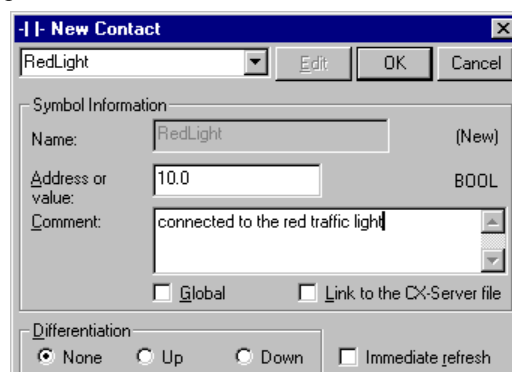 -| |- New Contact
RedLight Edit OK Cancel
Symbol Information
Name: RedLight (New)
Address or value: 10.0 BOOL
Comment: connected to the red traffic light
Global Link to the CX-Server file
Differentiation
None Up Down Immediate refresh